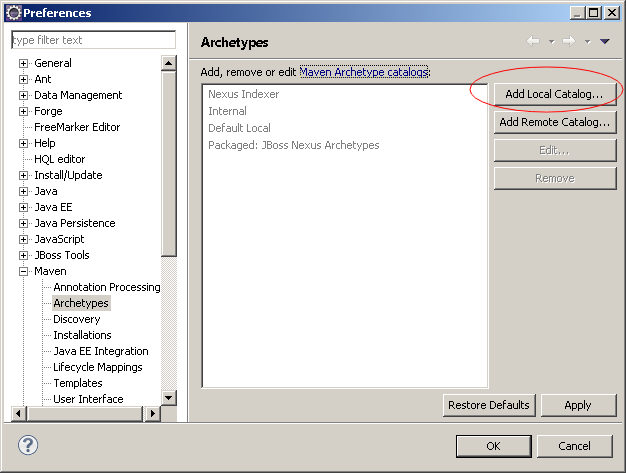 Preferences
type filter text
General
Ant
Data Management
Forge
FreeMarker Editor
Help
HQL editor
Install/Update
Java
Java EE
Java Persistence
JavaScript
JBoss Tools
Maven
Annotation Processing
Archetypes
Discovery
Installations
Java EE Integration
Lifecycle Mappings
Templates
User Interface
Archetypes
Add, remove or edit Maven Archetype catalogs:
Nexus Indexer
Internal
Default Local
Packaged: JBoss Nexus Archetypes
Add Local Catalog...
Add Remote Catalog...
Edit...
Remove
Restore Defaults
Apply
?
OK
Cancel